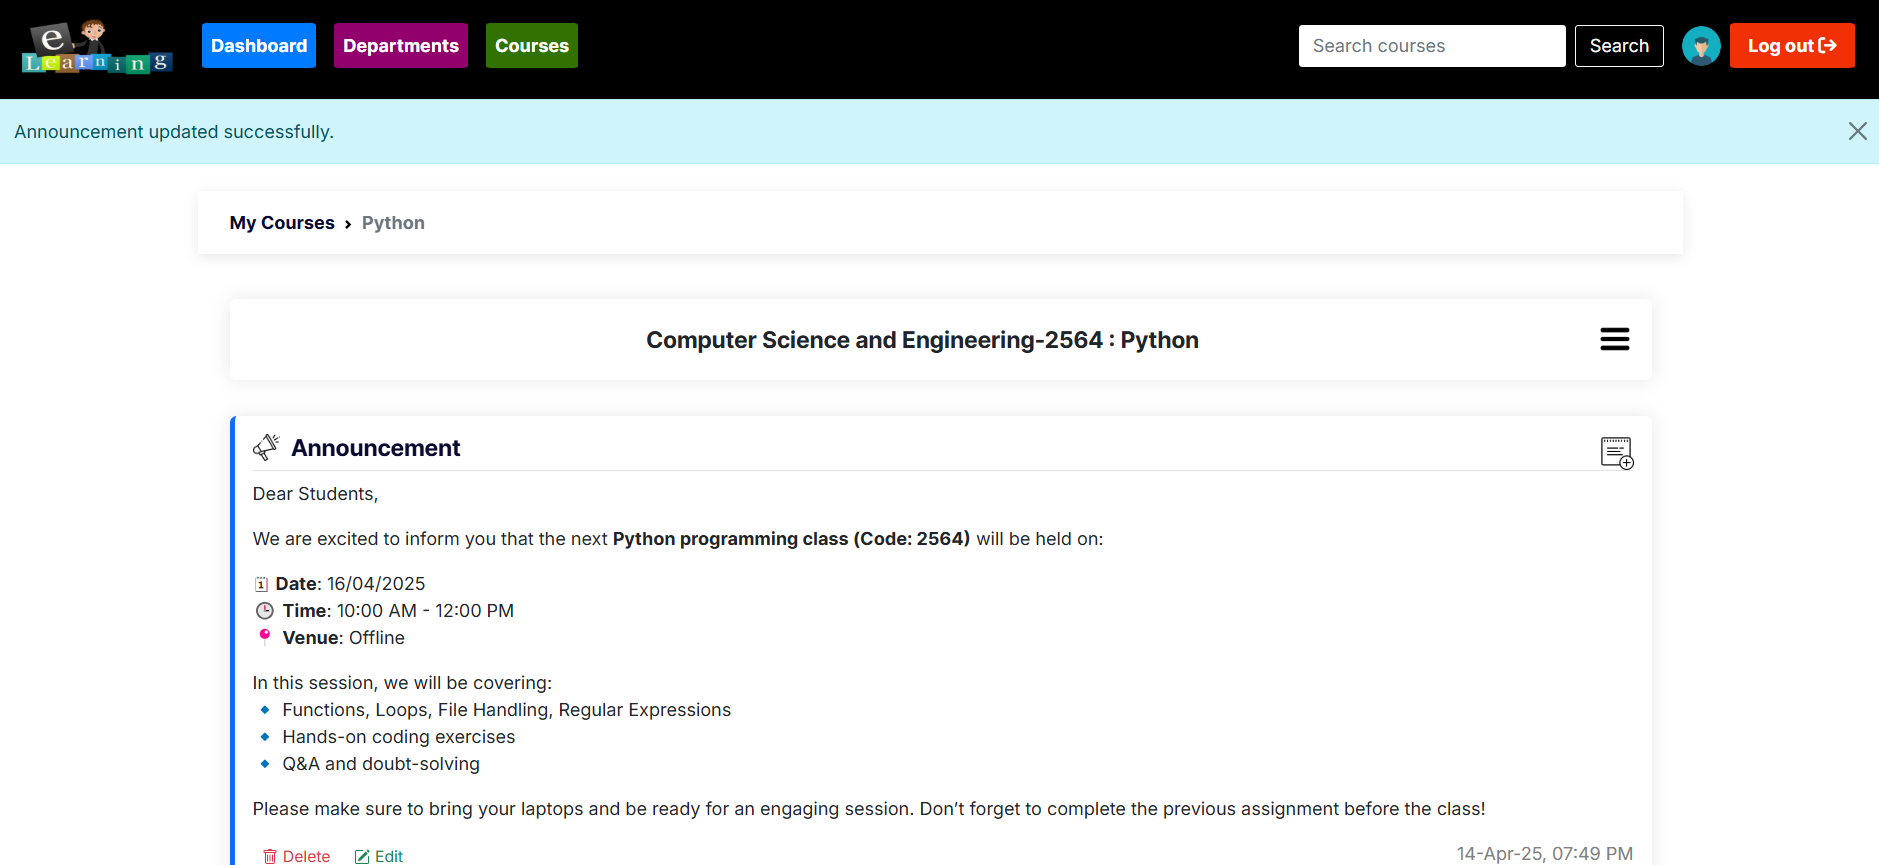 e Learning
Dashboard Departments Courses Search courses Search Log out
Announcement updated successfully.
My Courses › Python
Computer Science and Engineering-2564 : Python
Announcement
Dear Students,
We are excited to inform you that the next Python programming class (Code: 2564) will be held on:
Date: 16/04/2025
Time: 10:00 AM - 12:00 PM
Venue: Offline
In this session, we will be covering:
Functions, Loops, File Handling, Regular Expressions
Hands-on coding exercises
Q&A and doubt-solving
Please make sure to bring your laptops and be ready for an engaging session. Don’t forget to complete the previous assignment before the class!
Delete Edit 14-Apr-25, 07:49 PM